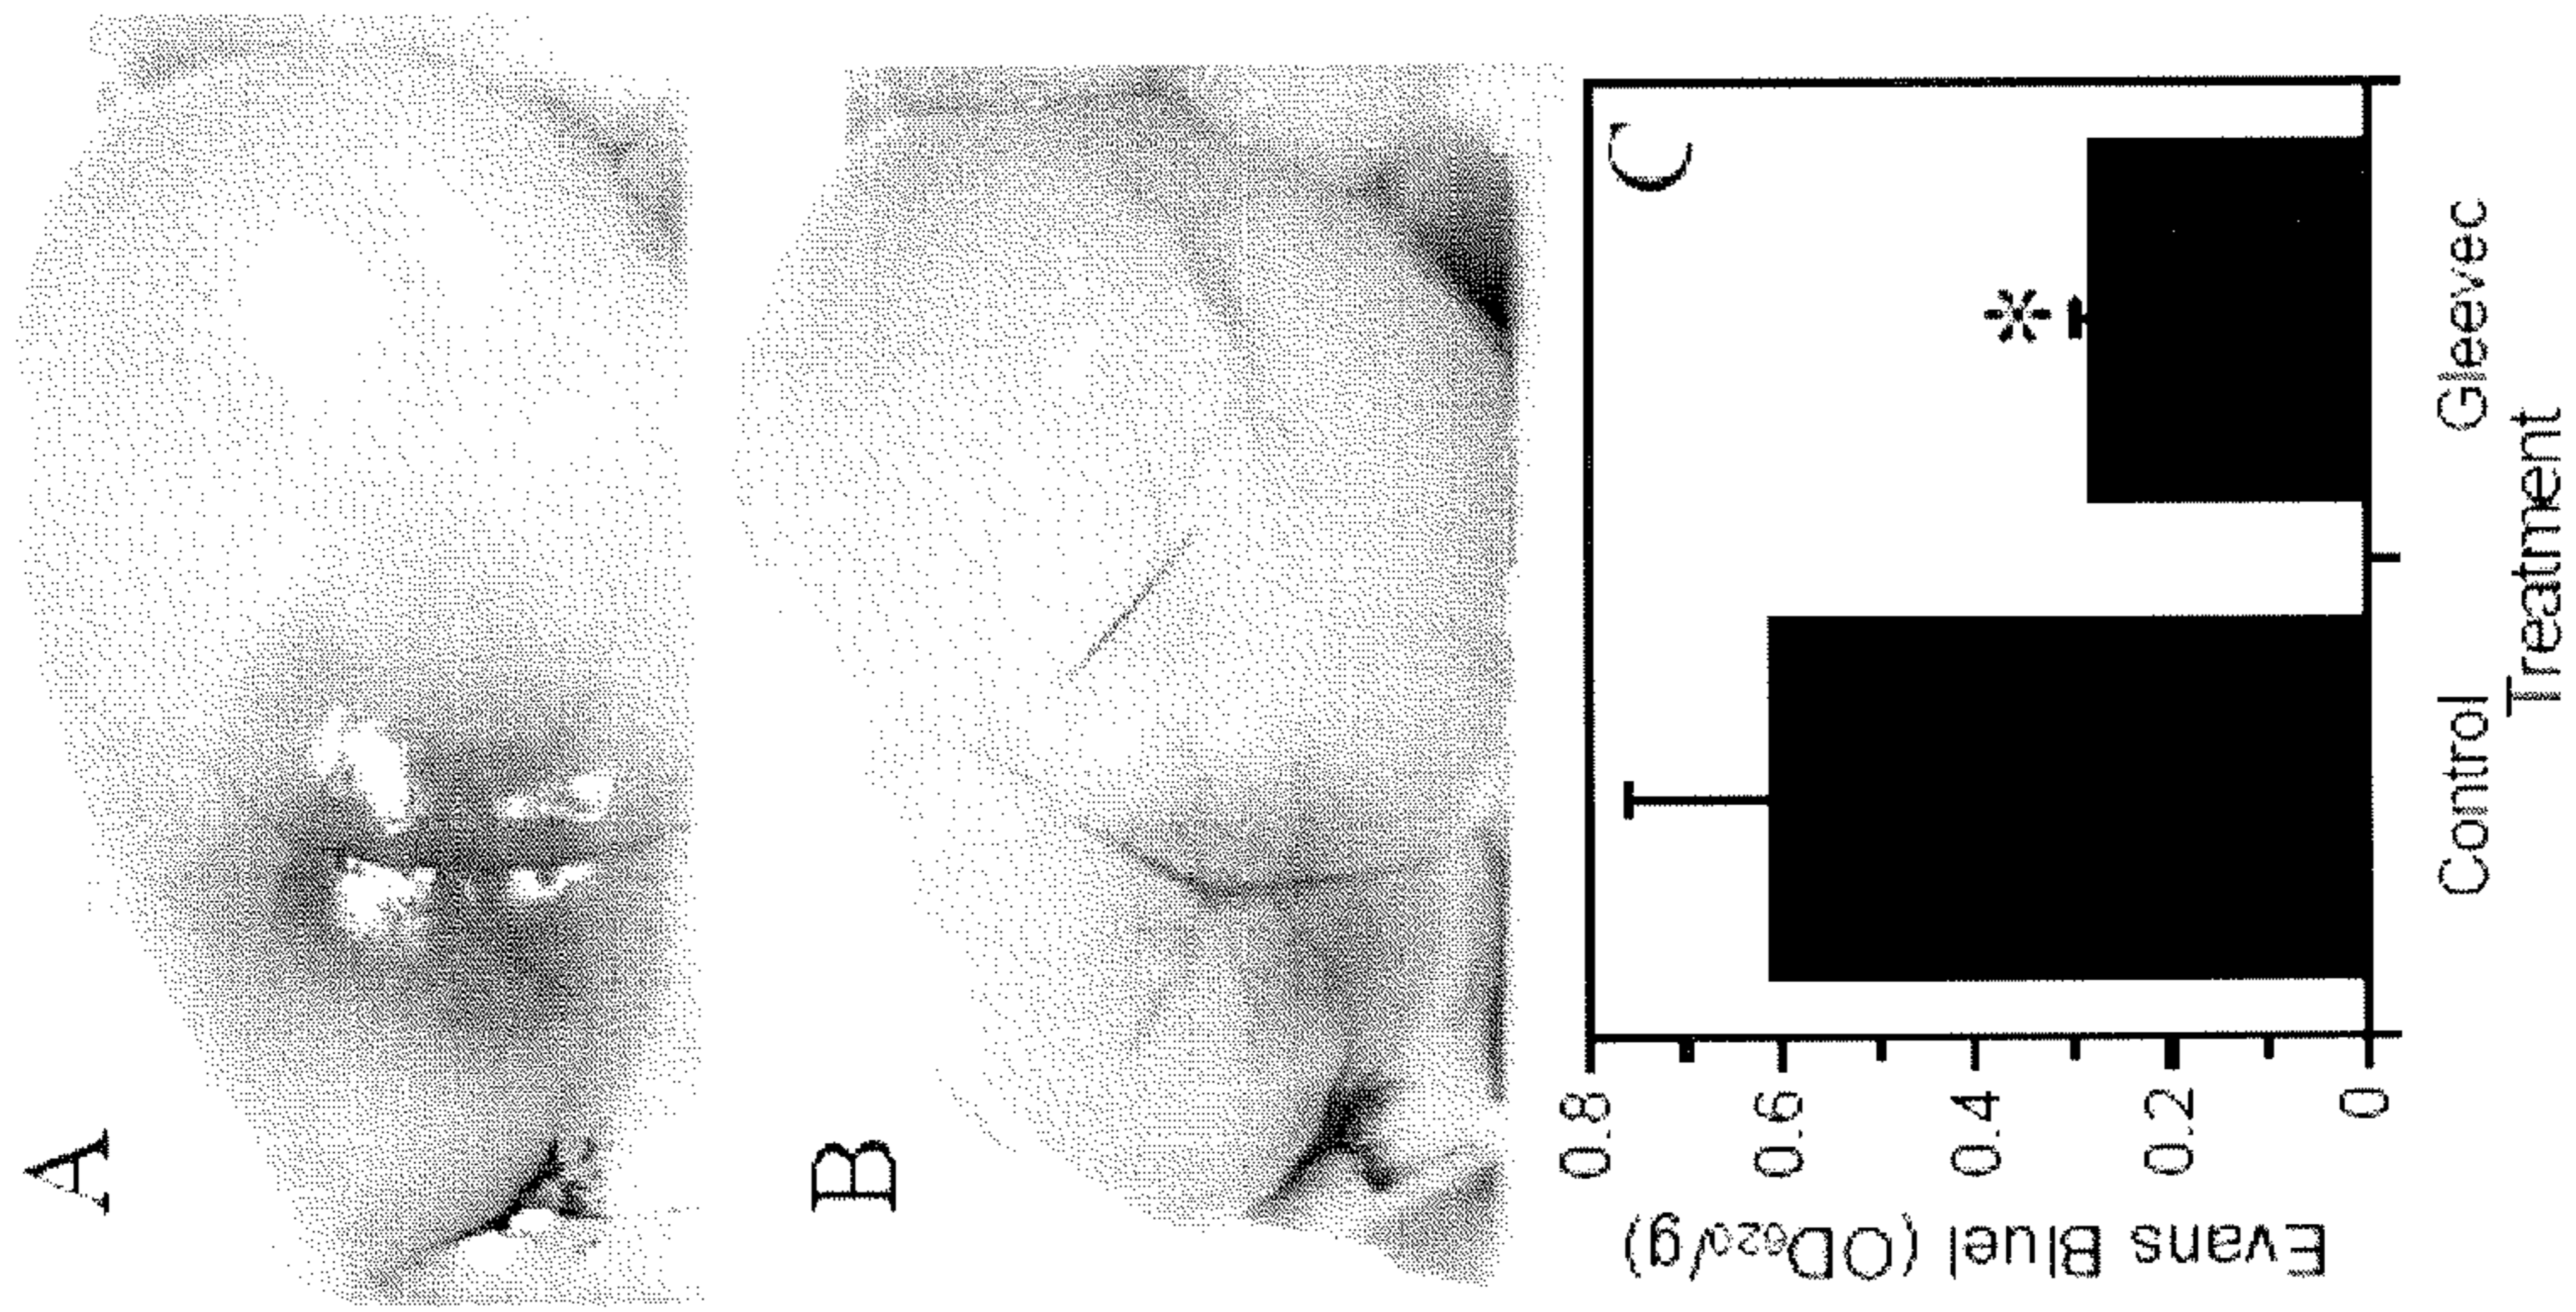 A
B
C
Evans Bluel (OD620/g)
0.8
0.6
0.4
0.2
0
*
Control
Gleevec
Treatment